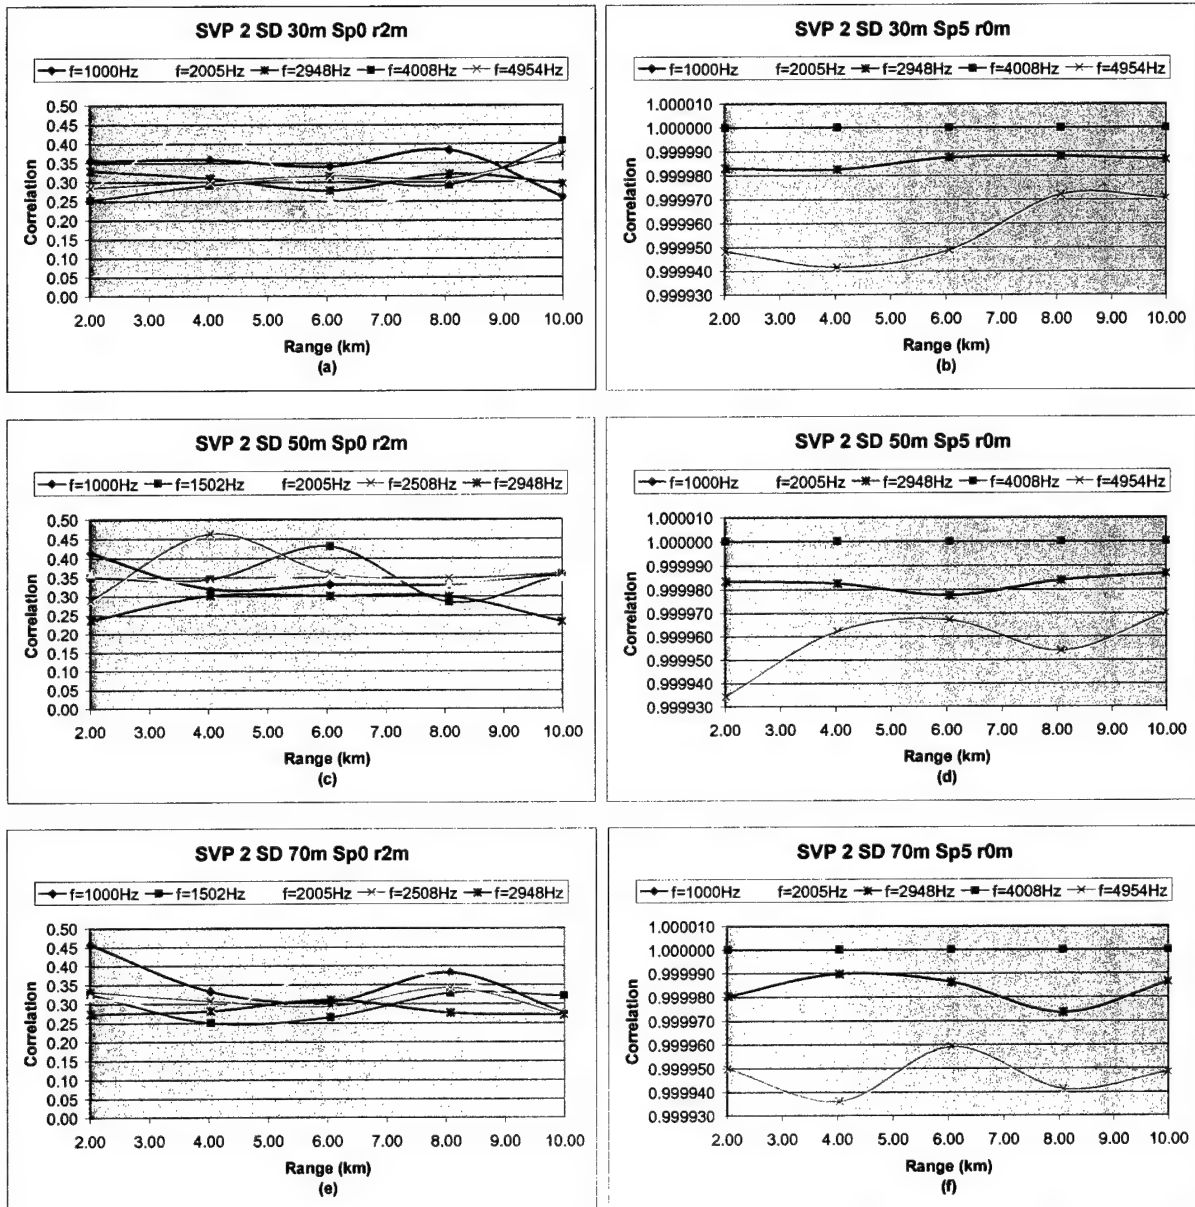 SVP 2 SD 30m Sp0 r2m
f=1000Hz f=2005Hz f=2948Hz f=4008Hz f=4954Hz
Correlation
0.50
0.45
0.40
0.35
0.30
0.25
0.20
0.15
0.10
0.05
0.00
2.00 3.00 4.00 5.00 6.00 7.00 8.00 9.00 10.00
Range (km)
(a)
SVP 2 SD 30m Sp5 r0m
f=1000Hz f=2005Hz f=2948Hz f=4008Hz f=4954Hz
Correlation
1.000010
1.000000
0.999990
0.999980
0.999970
0.999960
0.999950
0.999940
0.999930
2.00 3.00 4.00 5.00 6.00 7.00 8.00 9.00 10.00
Range (km)
(b)
SVP 2 SD 50m Sp0 r2m
f=1000Hz f=1502Hz f=2005Hz f=2508Hz f=2948Hz
Correlation
0.50
0.45
0.40
0.35
0.30
0.25
0.20
0.15
0.10
0.05
0.00
2.00 3.00 4.00 5.00 6.00 7.00 8.00 9.00 10.00
Range (km)
(c)
SVP 2 SD 50m Sp5 r0m
f=1000Hz f=2005Hz f=2948Hz f=4008Hz f=4954Hz
Correlation
1.000010
1.000000
0.999990
0.999980
0.999970
0.999960
0.999950
0.999940
0.999930
2.00 3.00 4.00 5.00 6.00 7.00 8.00 9.00 10.00
Range (km)
(d)
SVP 2 SD 70m Sp0 r2m
f=1000Hz f=1502Hz f=2005Hz f=2508Hz f=2948Hz
Correlation
0.50
0.45
0.40
0.35
0.30
0.25
0.20
0.15
0.10
0.05
0.00
2.00 3.00 4.00 5.00 6.00 7.00 8.00 9.00 10.00
Range (km)
(e)
SVP 2 SD 70m Sp5 r0m
f=1000Hz f=2005Hz f=2948Hz f=4008Hz f=4954Hz
Correlation
1.000010
1.000000
0.999990
0.999980
0.999970
0.999960
0.999950
0.999940
0.999930
2.00 3.00 4.00 5.00 6.00 7.00 8.00 9.00 10.00
Range (km)
(f)